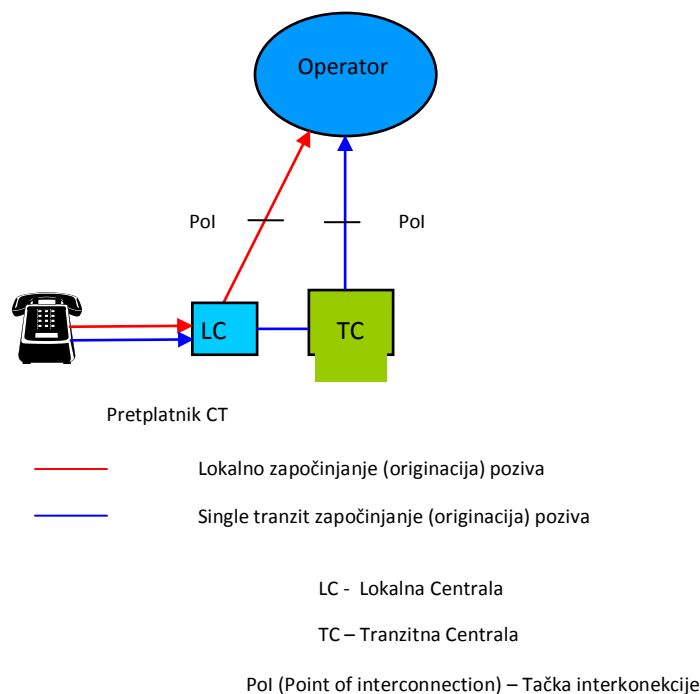 Operator
PoI PoI
LC TC
Pretplatnik CT
Lokalno započinjanje (originacija) poziva
Single tranzit započinjanje (originacija) poziva
LC - Lokalna Centrala
TC – Tranzitna Centrala
PoI (Point of interconnection) – Tačka interkonekcije